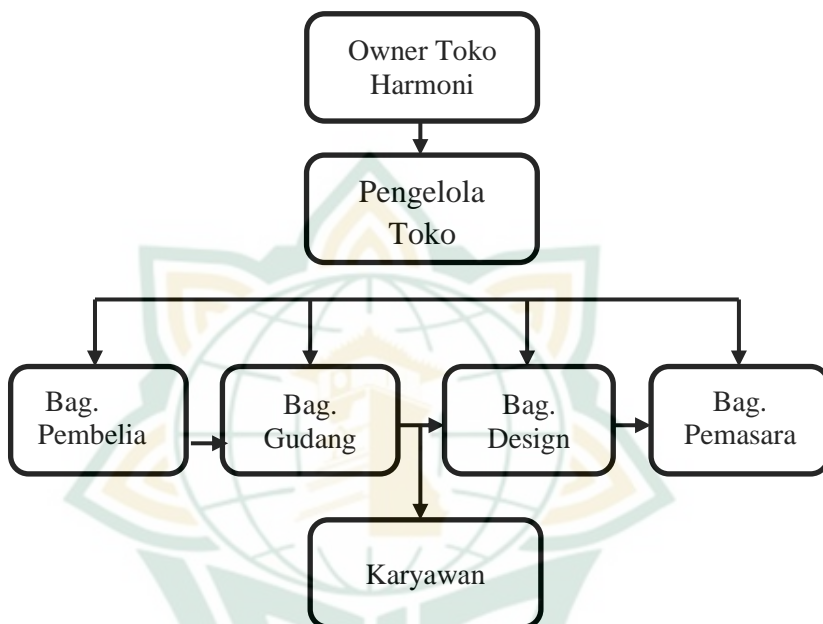 Owner Toko
Harmoni
Pengelola
Toko
Bag.
Pembelia
Bag.
Gudang
Bag.
Design
Bag.
Pemasara
Karyawan